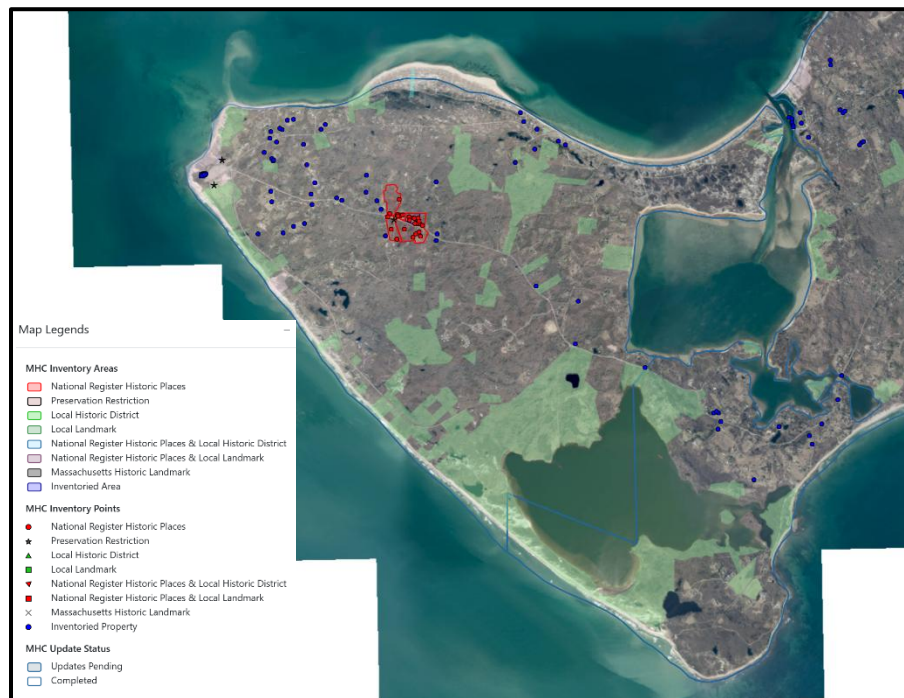 Map Legends
MHC Inventory Areas
National Register Historic Places
Preservation Restriction
Local Historic District
Local Landmark
National Register Historic Places & Local Historic District
National Register Historic Places & Local Landmark
Massachusetts Historic Landmark
Inventoried Area
MHC Inventory Points
National Register Historic Places
Preservation Restriction
Local Historic District
Local Landmark
National Register Historic Places & Local Historic District
National Register Historic Places & Local Landmark
Massachusetts Historic Landmark
Inventoried Property
MHC Update Status
Updates Pending
Completed